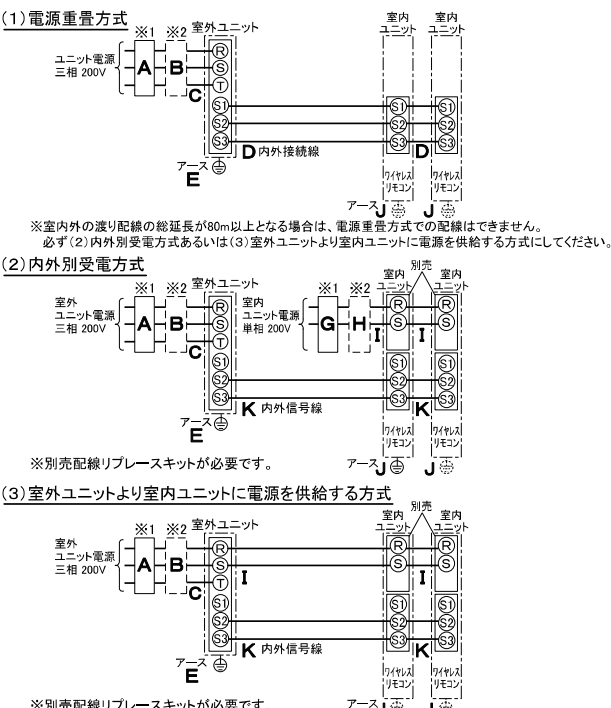 (1)電源重畳方式
※1 ※2 室外ユニット
室内ユニット 室内ユニット
ユニット電源
三相 200V
A B C
R
S
T
S1
S2
S3
S1
S2
S3
S1
S2
S3
D 内外接続線
D
アース
E
ワイヤレスリモコン
ワイヤレスリモコン
アース J J
※室内外の渡り配線の総延長が80m以上となる場合は、電源重畳方式での配線はできません。
必ず(2)内外別受電方式あるいは(3)室外ユニットより室内ユニットに電源を供給する方式にしてください。
(2)内外別受電方式
※1 ※2 室外ユニット
※1 ※2
室内ユニット 別売 室内ユニット
室外
ユニット電源
三相 200V
A B C
R
S
T
S1
S2
S3
室内
ユニット電源
単相 200V
G H I I
R
S
S1
S2
S3
R
S
S1
S2
S3
K 内外信号線
K
アース
E
ワイヤレスリモコン
ワイヤレスリモコン
※別売配線リプレースキットが必要です。
アース J J
(3)室外ユニットより室内ユニットに電源を供給する方式
※1 ※2 室外ユニット
室内ユニット 別売 室内ユニット
室外
ユニット電源
三相 200V
A B C
R
S
T
S1
S2
S3
I I
R
S
S1
S2
S3
R
S
S1
S2
S3
K 内外信号線
K
アース
E
ワイヤレスリモコン
ワイヤレスリモコン
※別売配線リプレースキットが必要です。
アース J J